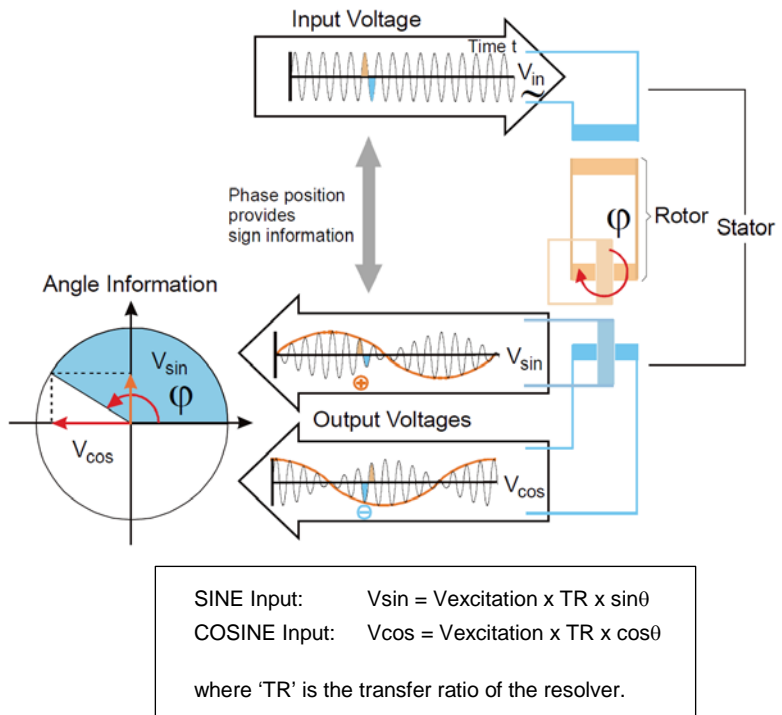 Input Voltage
Time t
Vin
~
Phase position
provides
sign information
φ
Rotor
Stator
Angle Information
Vsin
φ
Vcos
Vsin
⊕
Output Voltages
Vcos
⊖
SINE Input: Vsin = Vexcitation x TR x sinθ
COSINE Input: Vcos = Vexcitation x TR x cosθ
where ‘TR’ is the transfer ratio of the resolver.